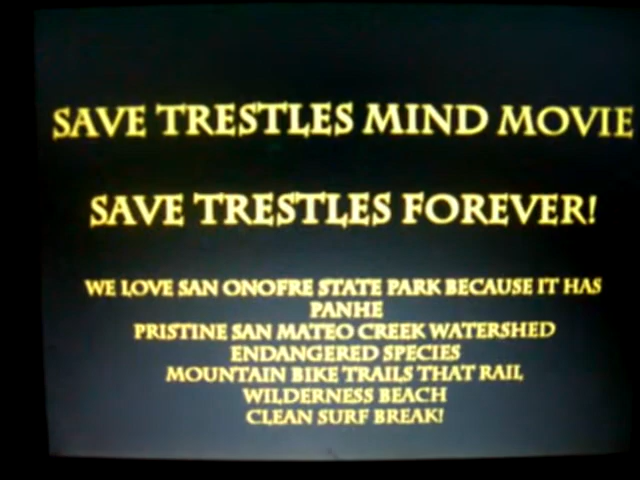 SAVE TRESTLES MIND MOVIE
SAVE TRESTLES FOREVER!
WE LOVE SAN ONOFRE STATE PARK BECAUSE IT HAS
PANHE
PRISTINE SAN MATEO CREEK WATERSHED
ENDANGERED SPECIES
MOUNTAIN BIKE TRAILS THAT RAIL
WILDERNESS BEACH
CLEAN SURF BREAK!